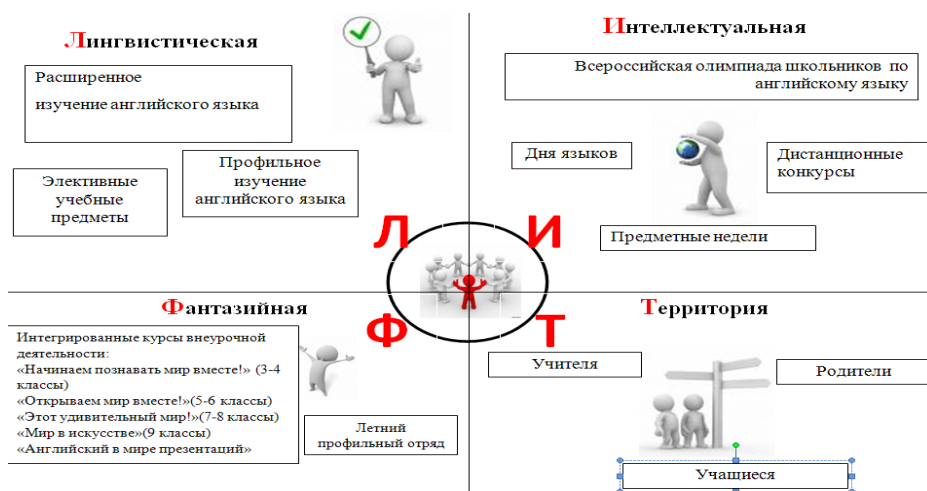 Лингвистическая
Расширенное
изучение английского языка
Элективные
учебные
предметы
Профильное
изучение
английского языка
Интеллектуальная
Всероссийская олимпиада школьников по
английскому языку
Дня языков
Дистанционные
конкурсы
Предметные недели
Л И
Ф Т
Фантазийная
Интегрированные курсы внеурочной
деятельности:
«Начинаем познавать мир вместе!» (3-4
классы)
«Открываем мир вместе!»(5-6 классы)
«Этот удивительный мир!»(7-8 классы)
«Мир в искусстве»(9 классы)
«Английский в мире презентаций»
Летний
профильный отряд
Территория
Учителя
Родители
Учащиеся